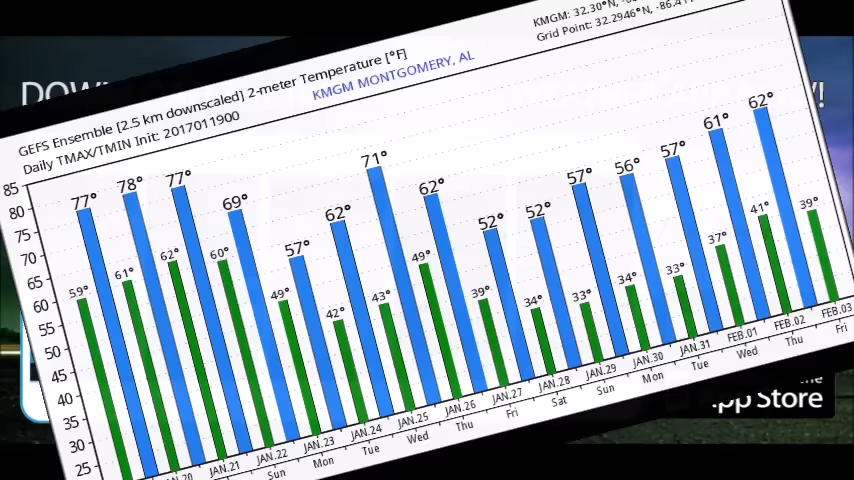 KMGM: 32.30°N,
Grid Point: 32.2946°N, -86.41
GEFS Ensemble [2.5 km downscaled] 2-meter Temperature [°F]
Daily TMAX/TMIN Init: 2017011900
KMGM MONTGOMERY, AL
DOW
!
85
80
75
70
65
60
55
50
45
40
35
30
25
59° 77° 61° 78° 62° 77° 60° 69° 49° 57° 42° 62° 43° 71° 49° 62° 39° 52° 34° 52° 33° 57° 34° 56° 33° 57° 37° 61° 41° 62° 39°
JAN.21 JAN.22 JAN.23 JAN.24 JAN.25 JAN.26 JAN.27 JAN.28 JAN.29 JAN.30 JAN.31 FEB.01 FEB.02 FEB.03
Sun Mon Tue Wed Thu Fri Sat Sun Mon Tue Wed Thu Fri
App Store